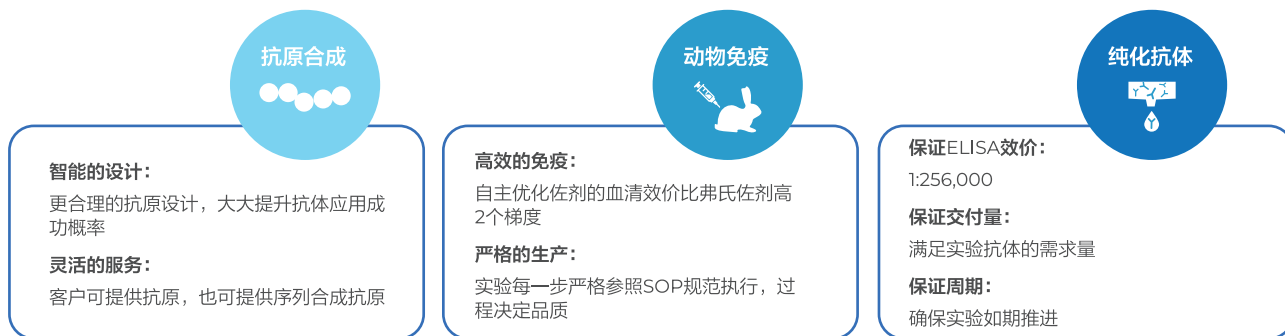 抗原合成
智能的设计：
更合理的抗原设计，大大提升抗体应用成
功概率
灵活的服务：
客户可提供抗原，也可提供序列合成抗原
动物免疫
高效的免疫：
自主优化佐剂的血清效价比弗氏佐剂高
2个梯度
严格的生产：
实验每一步严格参照SOP规范执行，过
程决定品质
纯化抗体
保证ELISA效价：
1:256,000
保证交付量：
满足实验抗体的需求量
保证周期：
确保实验如期推进